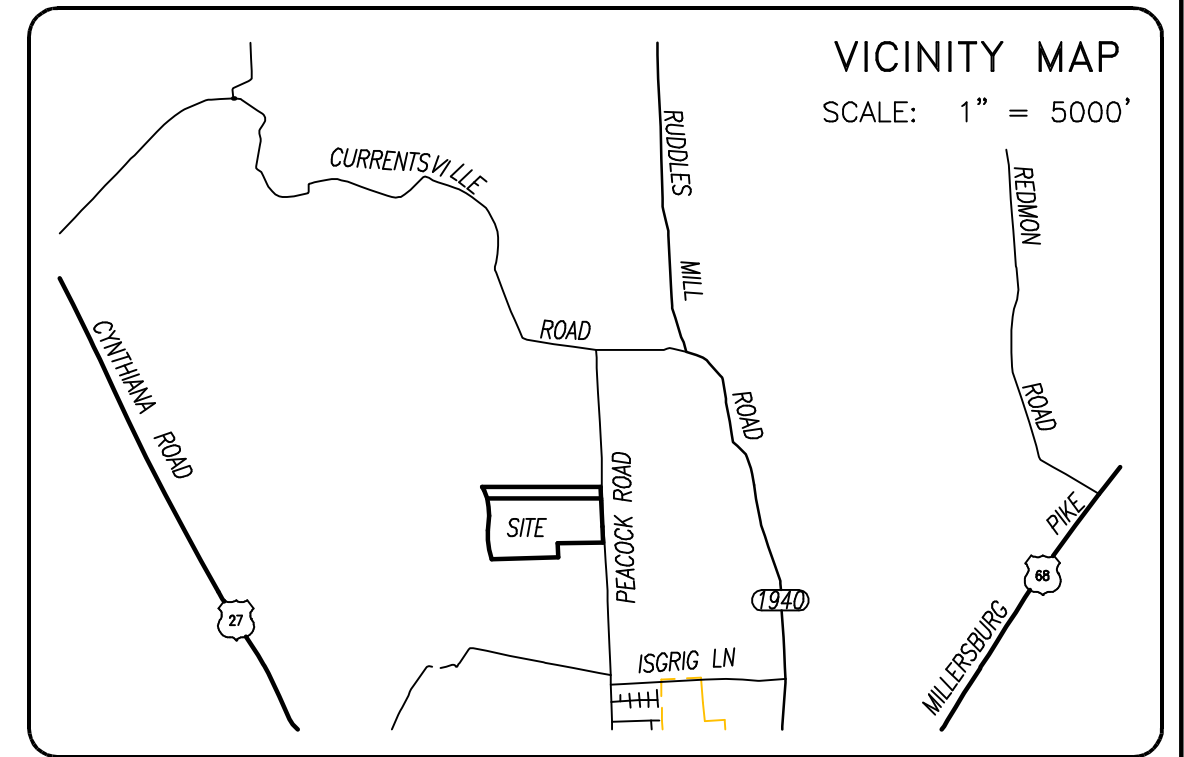 VICINITY MAP
SCALE: 1” = 5000’
RUDDLES MILL ROAD
CURRENTSVILLE ROAD
REDMON ROAD
CYNTHIANA ROAD
PEACOCK ROAD
SITE
PIKE
68
1940
27
MILLERSBURG
ISGRIG LN